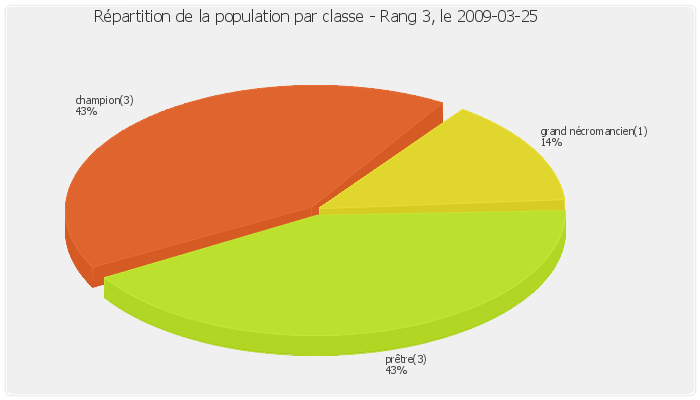 Répartition de la population par classe - Rang 3, le 2009-03-25
champion(3)
43%
grand nécromancien(1)
14%
prêtre(3)
43%